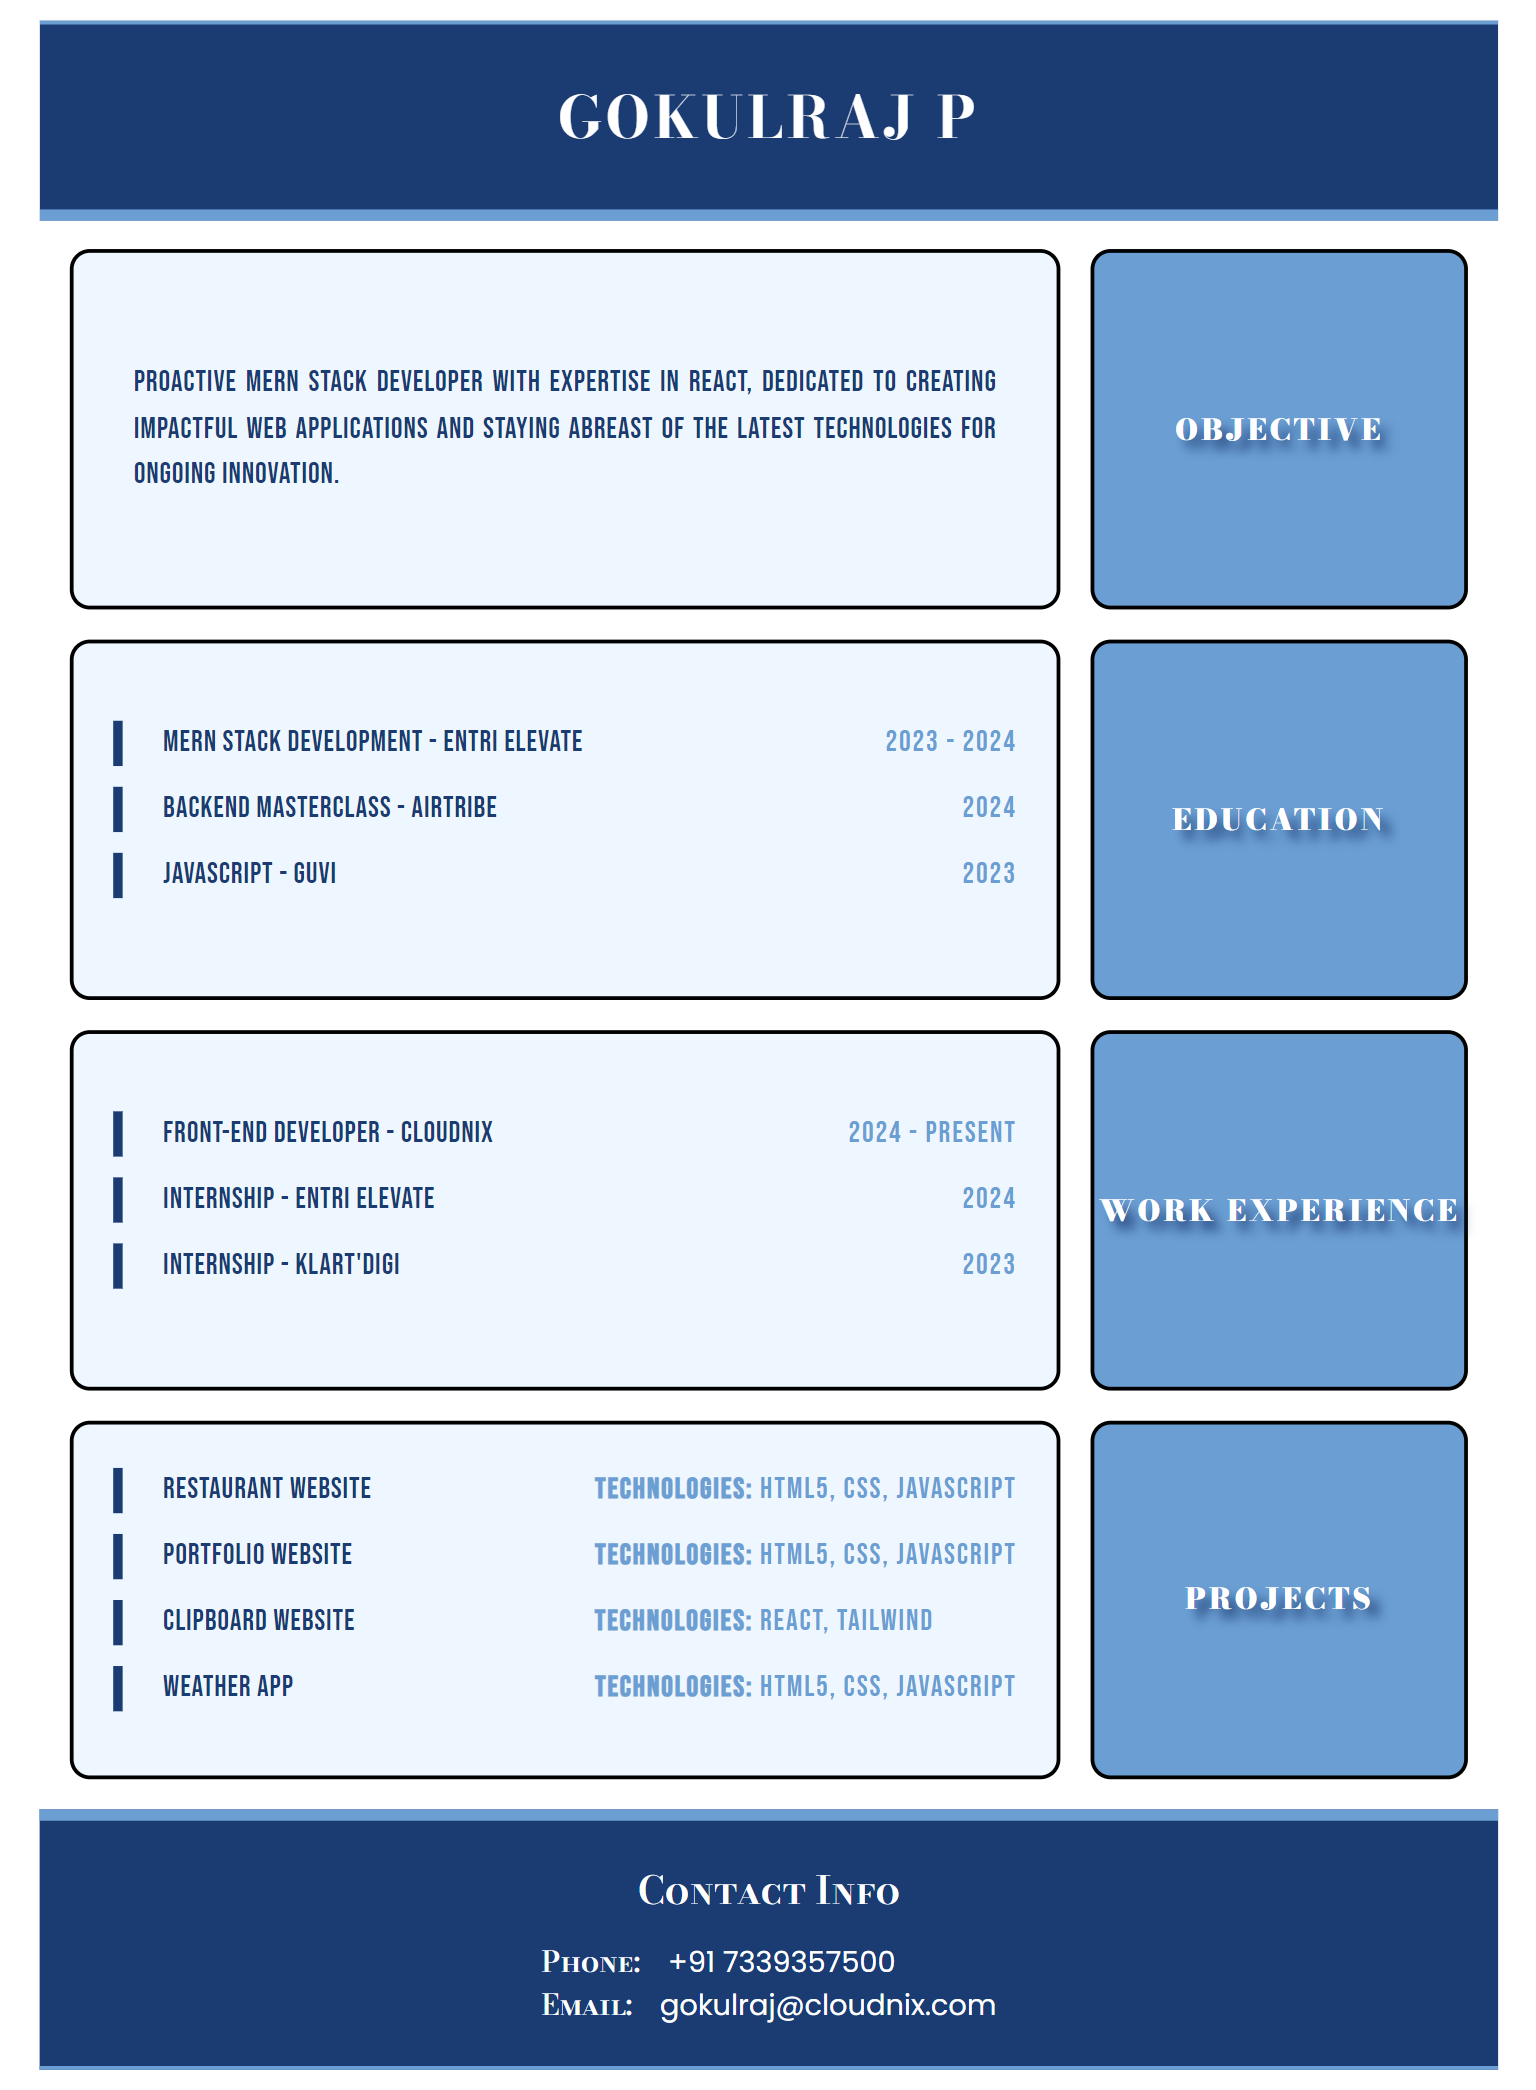 GOKULRAJ P
PROACTIVE MERN STACK DEVELOPER WITH EXPERTISE IN REACT, DEDICATED TO CREATING
IMPACTFUL WEB APPLICATIONS AND STAYING ABREAST OF THE LATEST TECHNOLOGIES FOR
ONGOING INNOVATION.
OBJECTIVE
MERN STACK DEVELOPMENT - ENTRI ELEVATE 2023 - 2024
BACKEND MASTERCLASS - AIRTRIBE 2024
JAVASCRIPT - GUVI 2023
EDUCATION
FRONT-END DEVELOPER - CLOUDNIX 2024 - PRESENT
INTERNSHIP - ENTRI ELEVATE 2024
INTERNSHIP - KLART'DIGI 2023
WORK EXPERIENCE
RESTAURANT WEBSITE TECHNOLOGIES: HTML5, CSS, JAVASCRIPT
PORTFOLIO WEBSITE TECHNOLOGIES: HTML5, CSS, JAVASCRIPT
CLIPBOARD WEBSITE TECHNOLOGIES: REACT, TAILWIND
WEATHER APP TECHNOLOGIES: HTML5, CSS, JAVASCRIPT
PROJECTS
Contact Info
Phone: +91 7339357500
Email: gokulraj@cloudnix.com